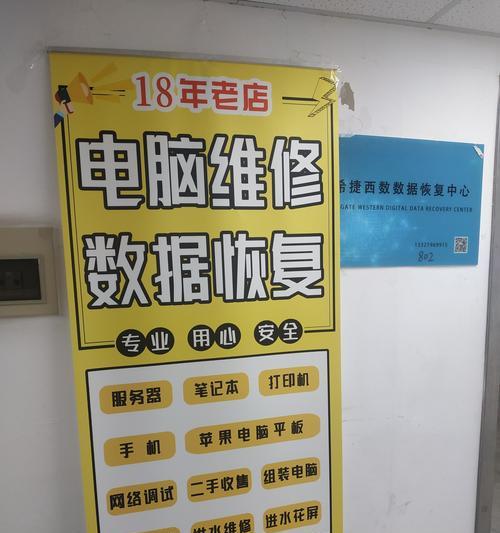 18年老店
电脑维修
数据恢复
专业 用心 安全
服务器 笔记本 打印机
手机 苹果电脑平板
网络调试 二手收售 组装电脑
进水维修 进水花屏
希捷西数数据恢复中心
GATE WESTERN DIGITAL DATA RECOVERY CENTER
802